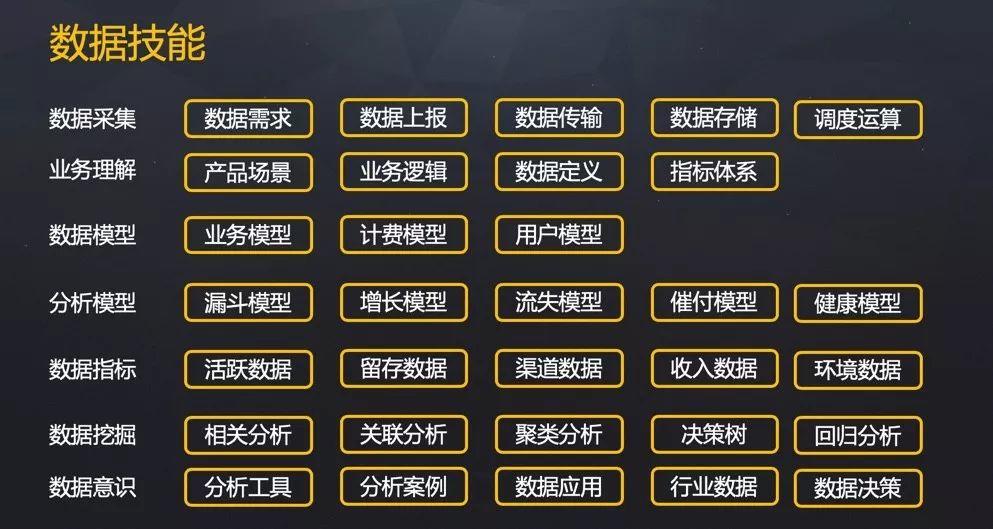 数据技能
数据采集 数据需求 数据上报 数据传输 数据存储 调度运算
业务理解 产品场景 业务逻辑 数据定义 指标体系
数据模型 业务模型 计费模型 用户模型
分析模型 漏斗模型 增长模型 流失模型 催付模型 健康模型
数据指标 活跃数据 留存数据 渠道数据 收入数据 环境数据
数据挖掘 相关分析 关联分析 聚类分析 决策树 回归分析
数据意识 分析工具 分析案例 数据应用 行业数据 数据决策